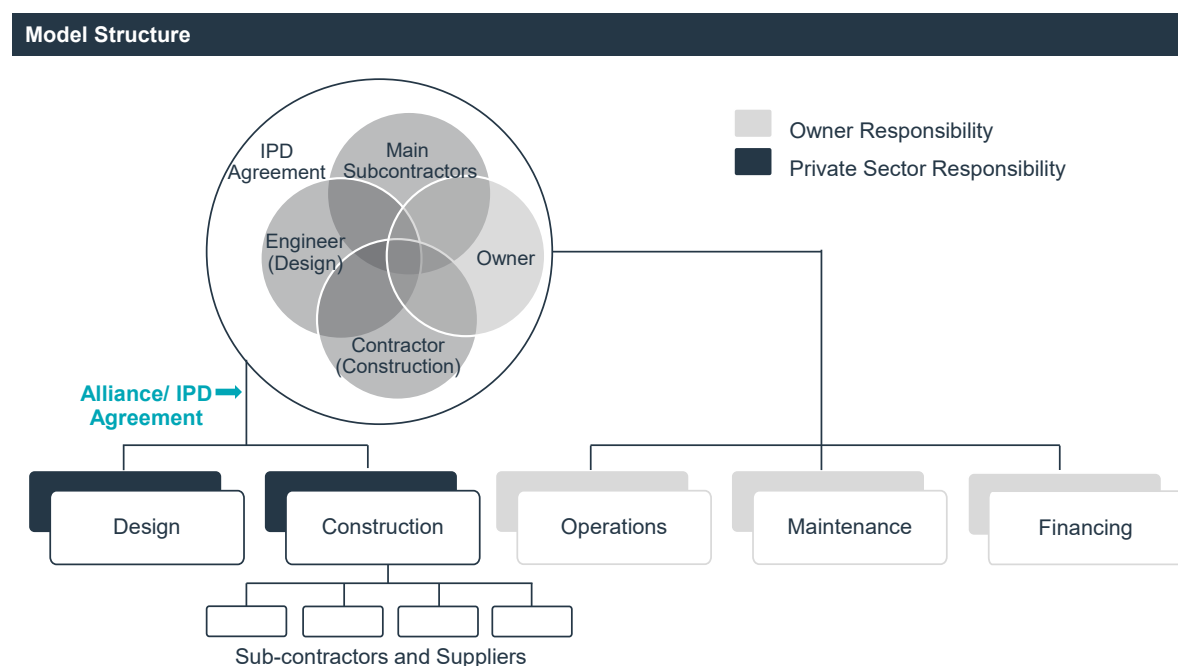 Model Structure
IPD
Agreement
Main
Subcontractors
Engineer
(Design)
Owner
Contractor
(Construction)
Owner Responsibility
Private Sector Responsibility
Alliance/ IPD
Agreement
Design
Construction
Operations
Maintenance
Financing
Sub-contractors and Suppliers